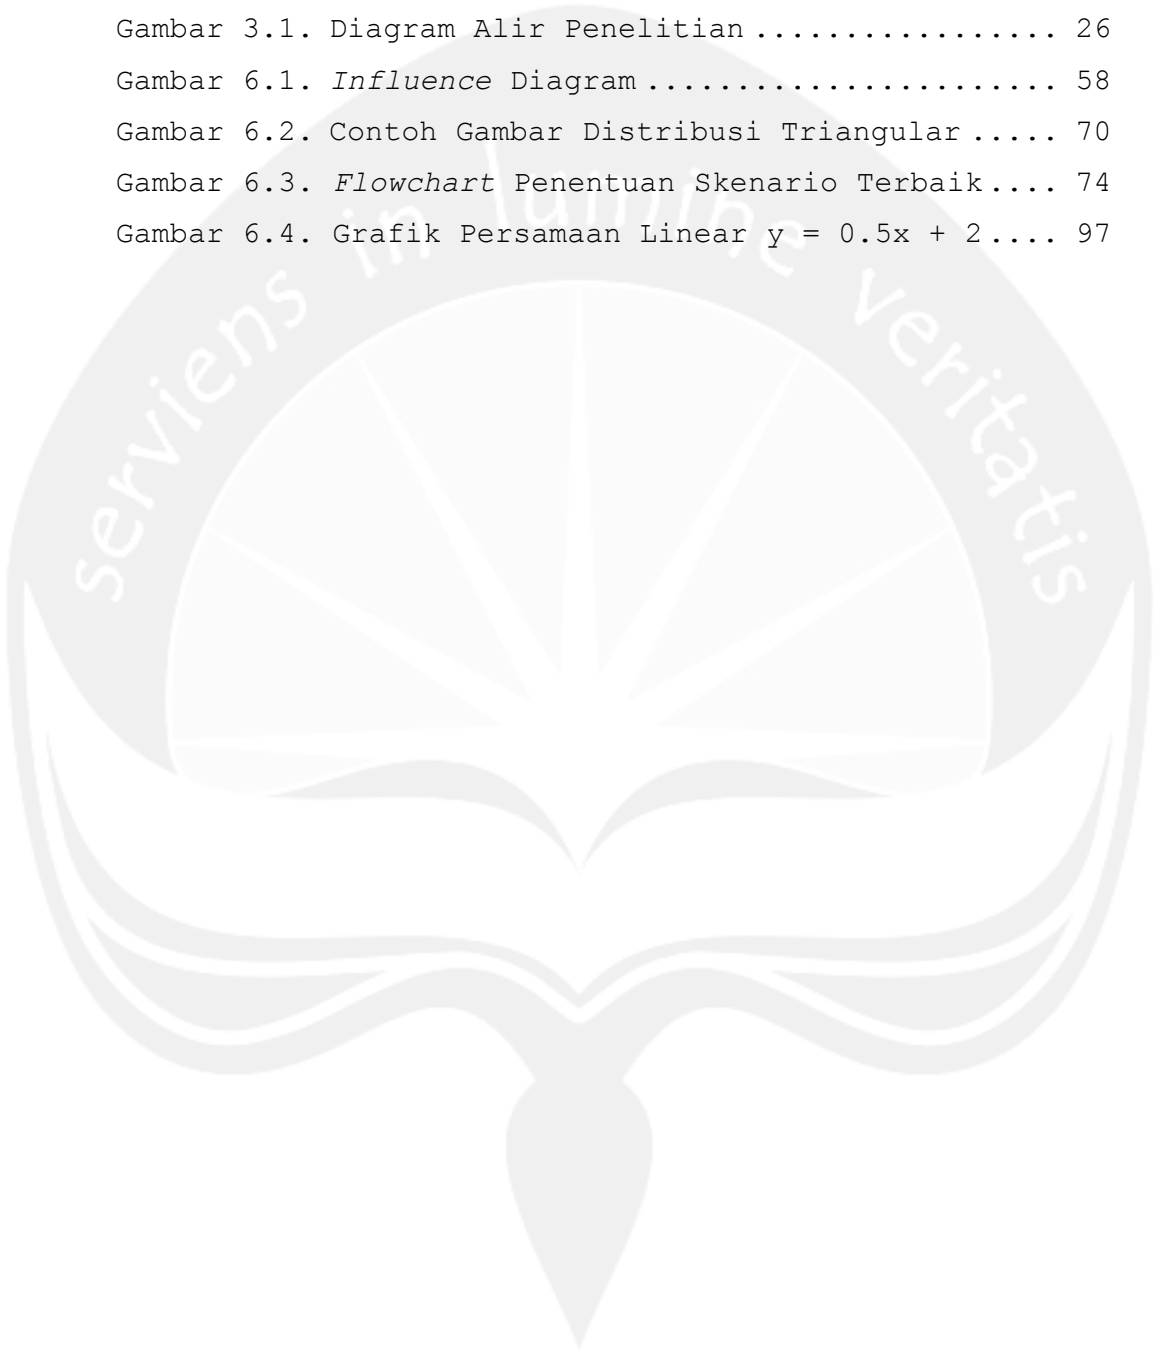 Gambar 3.1. Diagram Alir Penelitian ................. 26
Gambar 6.1. Influence Diagram ....................... 58
Gambar 6.2. Contoh Gambar Distribusi Triangular ..... 70
Gambar 6.3. Flowchart Penentuan Skenario Terbaik .... 74
Gambar 6.4. Grafik Persamaan Linear y = 0.5x + 2 .... 97
serviens in lumine veritatis